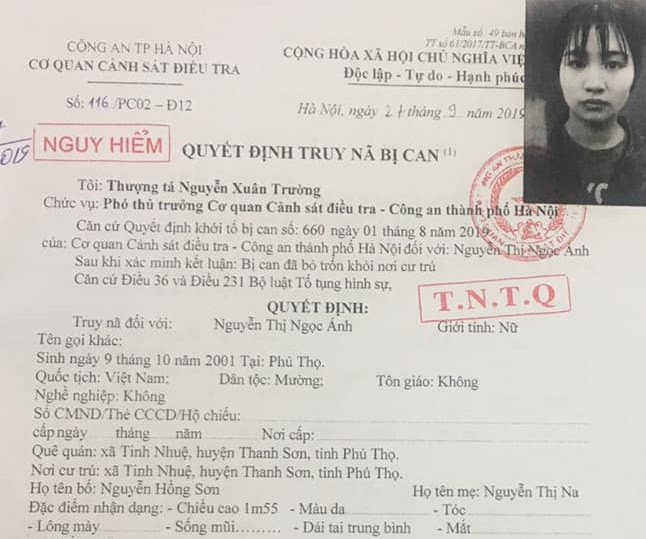 Mẫu số 49 ban h
TT số 61/2017/TT-BCA n
CÔNG AN TP HÀ NỘI
CƠ QUAN CẢNH SÁT ĐIỀU TRA
CỘNG HÒA XÃ HỘI CHỦ NGHĨA VIỆ
Độc lập - Tự do - Hạnh phúc
Số: 116/PC02 – Đ12
Hà Nội, ngày 27 tháng 9 năm 2019
2019
NGUY HIỂM
QUYẾT ĐỊNH TRUY NÃ BỊ CAN (1)
Tôi: Thượng tá Nguyễn Xuân Trường
Chức vụ: Phó thủ trưởng Cơ quan Cảnh sát điều tra - Công an thành phố Hà Nội
Căn cứ Quyết định khởi tố bị can số: 660 ngày 01 tháng 8 năm 2019
của: Cơ quan Cảnh sát điều tra - Công an thành phố Hà Nội đối với: Nguyễn Thị Ngọc Ánh
Sau khi xác minh kết luận: Bị can đã bỏ trốn khỏi nơi cư trú
Căn cứ Điều 36 và Điều 231 Bộ luật Tố tụng hình sự,
T.N.T.Q
QUYẾT ĐỊNH:
Truy nã đối với: Nguyễn Thị Ngọc Ánh Giới tính: Nữ
Tên gọi khác:
Sinh ngày 9 tháng 10 năm 2001 Tại: Phú Thọ.
Quốc tịch: Việt Nam; Dân tộc: Mường; Tôn giáo: Không
Nghề nghiệp: Không
Số CMND/Thẻ CCCD/Hộ chiếu:
cấp ngày tháng năm Nơi cấp:
Quê quán: xã Tinh Nhuệ, huyện Thanh Sơn, tỉnh Phú Thọ.
Nơi cư trú: xã Tinh Nhuệ, huyện Thanh Sơn, tỉnh Phú Thọ.
Họ tên bố: Nguyễn Hồng Sơn Họ tên mẹ: Nguyễn Thị Na
Đặc điểm nhận dạng: - Chiều cao 1m55 - Màu da - Tóc
- Lông mày - Sống mũi......... - Dái tai trung bình - Mắt